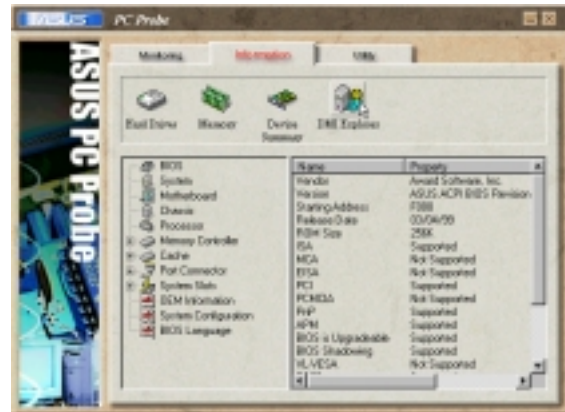 ASUS PC Probe
Monitoring Information Utility
Hard Drives Memory Device Summary DMI Explorer
ASUS PC Probe
BIOS
System
Motherboard
Chassis
Processor
Memory Controller
Cache
Port Connector
System Slots
OEM Information
System Configuration
BIOS Language
Name Property
Vendor Award Software, Inc.
Version ASUS ACPI BIOS Revision
Starting Address F000
Release Date 03/04/99
ROM Size 256K
ISA Supported
MCA Not Supported
EISA Not Supported
PCI Supported
PCMCIA Not Supported
PnP Supported
APM Supported
BIOS is Upgradeable Supported
BIOS Shadowing Supported
VL-VESA Not Supported